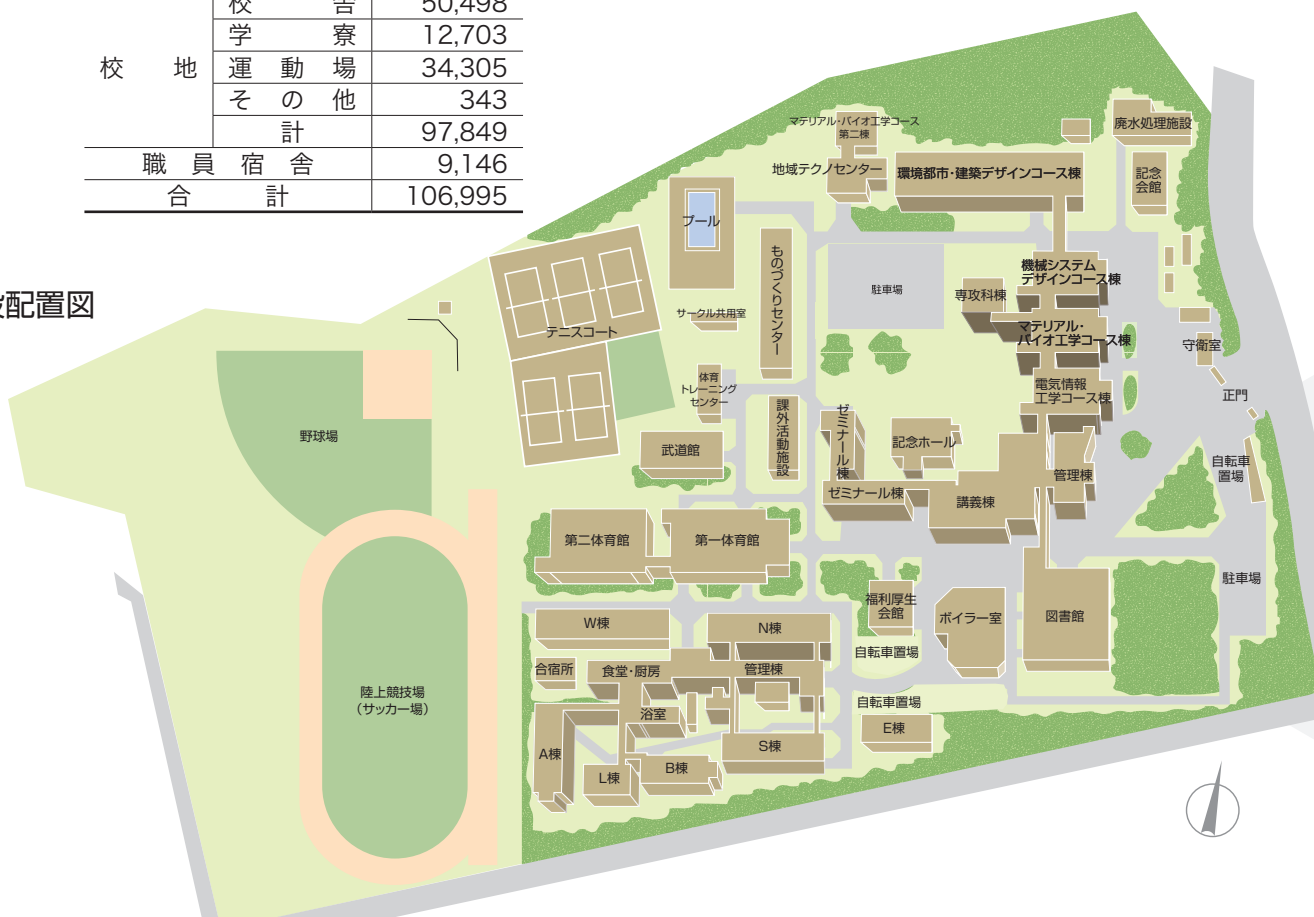 校舎 50,498
校地 学寮 12,703
運動場 34,305
その他 343
計 97,849
職員宿舎 9,146
合計 106,995
配置図
マテリアル・バイオ工学コース
第二棟
地域テクノセンター
環境都市・建築デザインコース棟
廃水処理施設
記念
会館
プール
ものづくりセンター
駐車場
専攻科棟
機械システム
デザインコース棟
サークル共用室
テニスコート
マテリアル・
バイオ工学コース棟
守衛室
正門
体育
トレーニング
センター
電気情報
工学コース棟
課外活動施設
ゼミナール棟
記念ホール
野球場
武道館
管理棟
自転車
置場
ゼミナール棟
講義棟
第二体育館
第一体育館
駐車場
福利厚生
会館
ボイラー室
図書館
W棟
N棟
自転車置場
合宿所
食堂・厨房
管理棟
陸上競技場
(サッカー場)
自転車置場
浴室
E棟
A棟
S棟
L棟
B棟